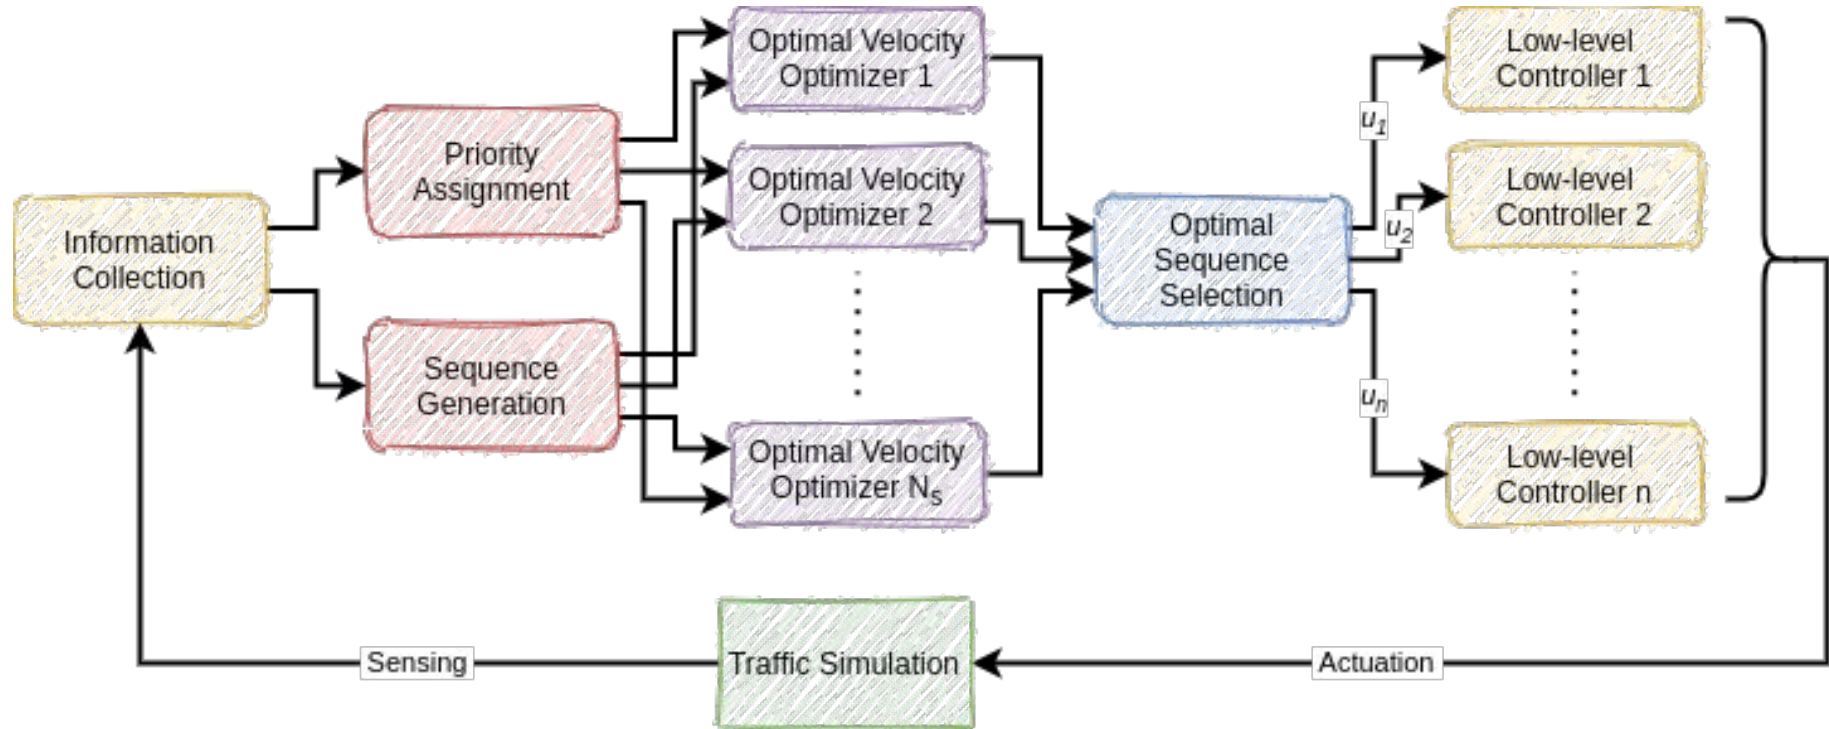 Information
Collection
Priority
Assignment
Sequence
Generation
Optimal Velocity
Optimizer 1
Optimal Velocity
Optimizer 2
Optimal Velocity
Optimizer Ns
Optimal
Sequence
Selection
u1
u2
un
Low-level
Controller 1
Low-level
Controller 2
Low-level
Controller n
Sensing
Traffic Simulation
Actuation